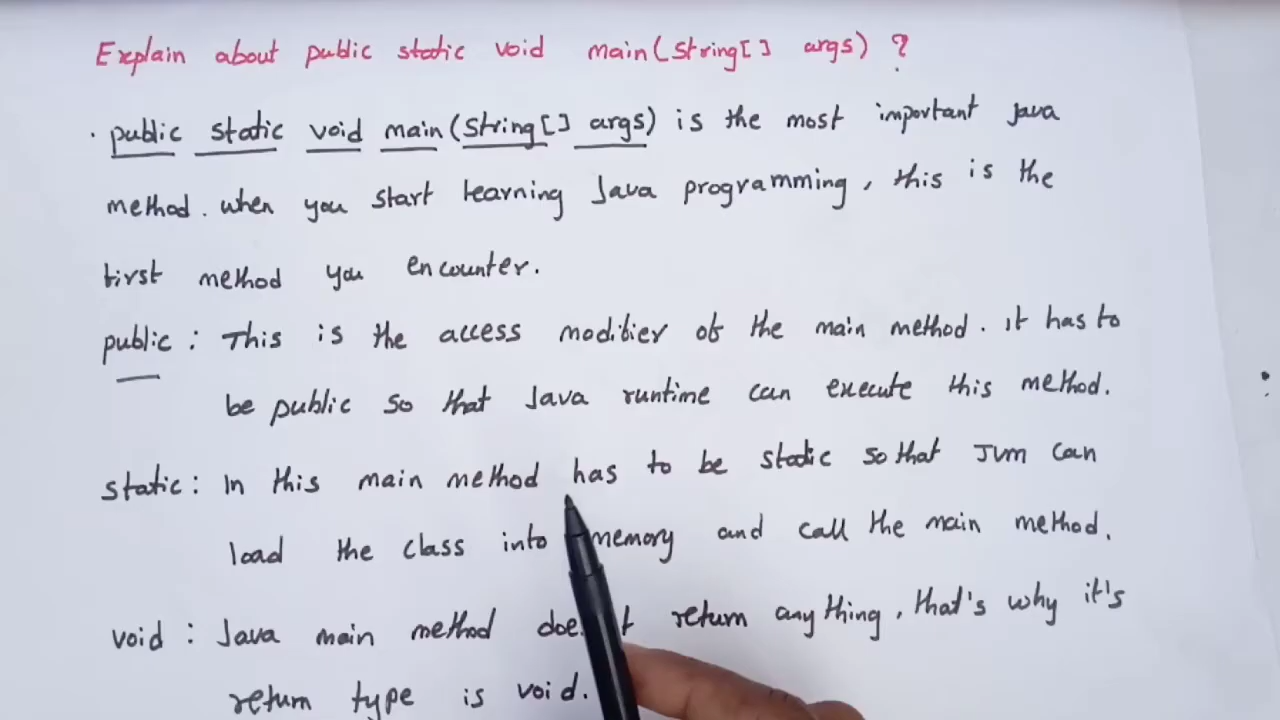 Explain about public static void main(String[] args) ?
. public static void main(String[] args) is the most important Java
method. when you start learning Java programming, this is the
first method you encounter.
public : This is the access modifier of the main method. it has to
be public so that Java runtime can execute this method.
static : In this main method has to be static so that JVM can
load the class into memory and call the main method.
void : Java main method doesn't return anything, that's why it's
return type is void.